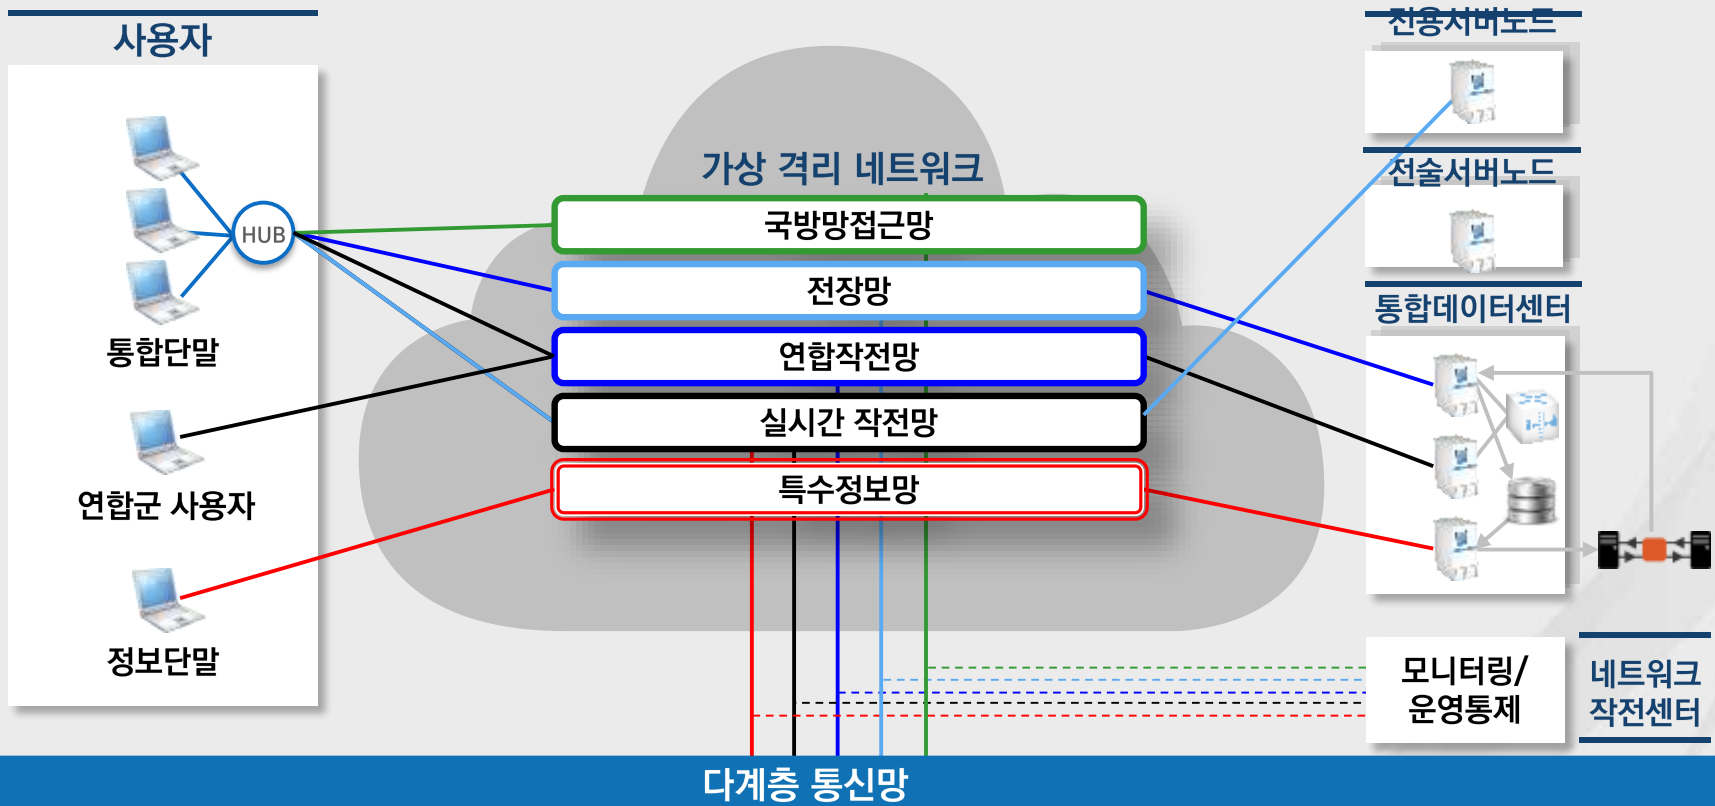 사용자
HUB
통합단말
연합군 사용자
정보단말
가상 격리 네트워크
국방망접근망
전장망
연합작전망
실시간 작전망
특수정보망
전용서버노드
전술서버노드
통합데이터센터
모니터링/
운영통제
네트워크
작전센터
다계층 통신망